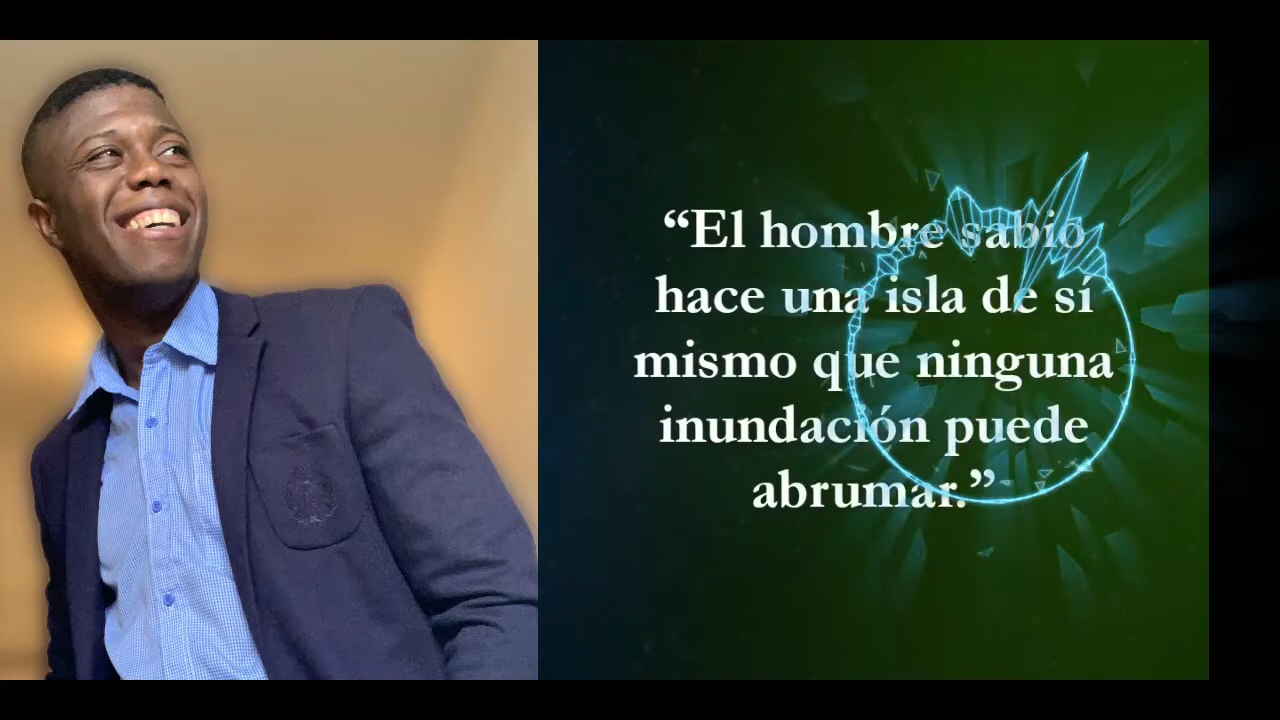 “El hombre sabio
hace una isla de sí
mismo que ninguna
inundación puede
abrumar.”